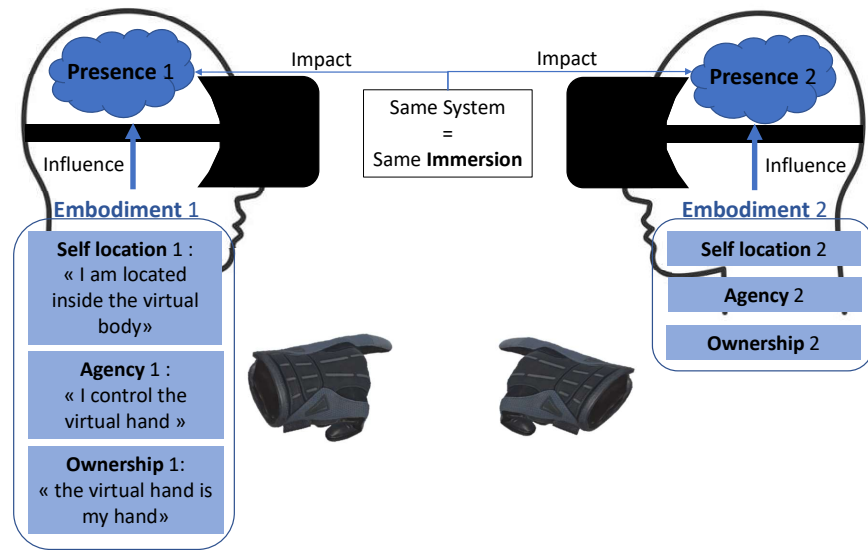 Presence 1
Impact
Impact
Presence 2
Same System
=
Same Immersion
Influence
Influence
Embodiment 1
Self location 1 :
« I am located
inside the virtual
body»
Agency 1 :
« I control the
virtual hand »
Ownership 1:
« the virtual hand is
my hand»
Embodiment 2
Self location 2
Agency 2
Ownership 2